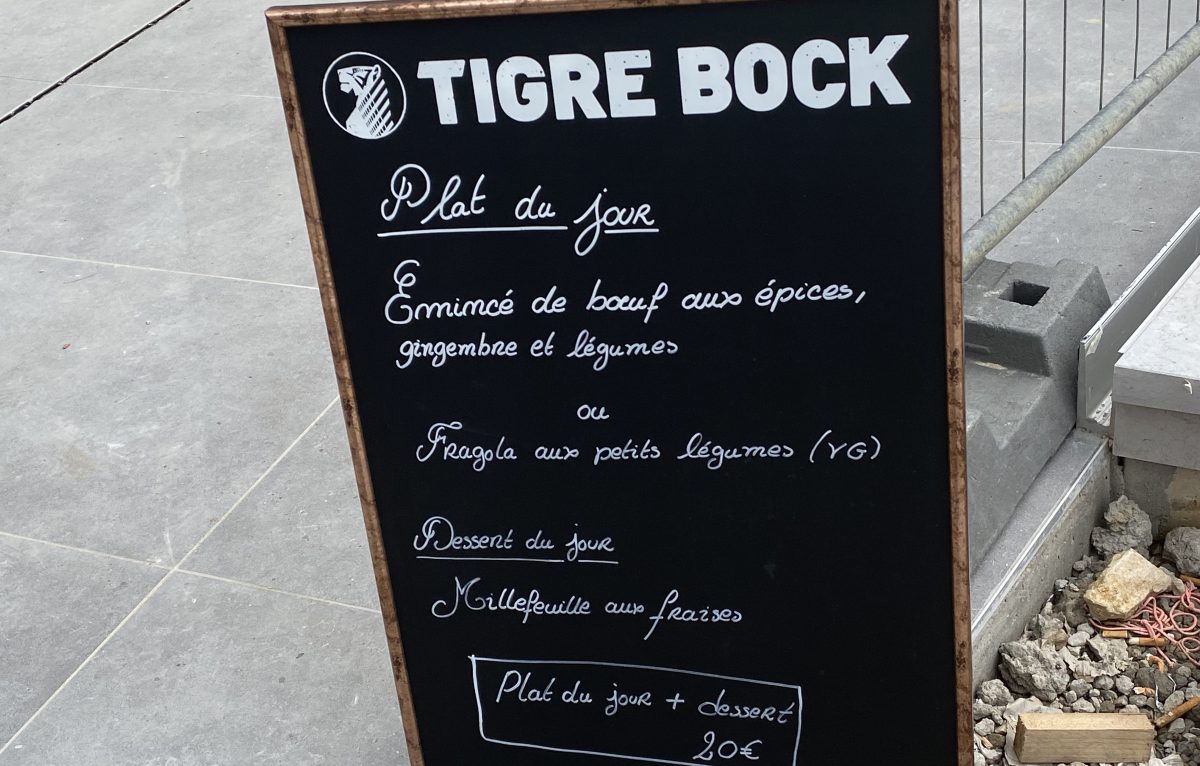 TIGRE BOCK
Plat du jour
Emincé de bœuf aux épices,
gingembre et légumes
ou
Fragola aux petits légumes (VG)
Dessert du jour
Millefeuille aux fraises
Plat du jour + dessert
20€